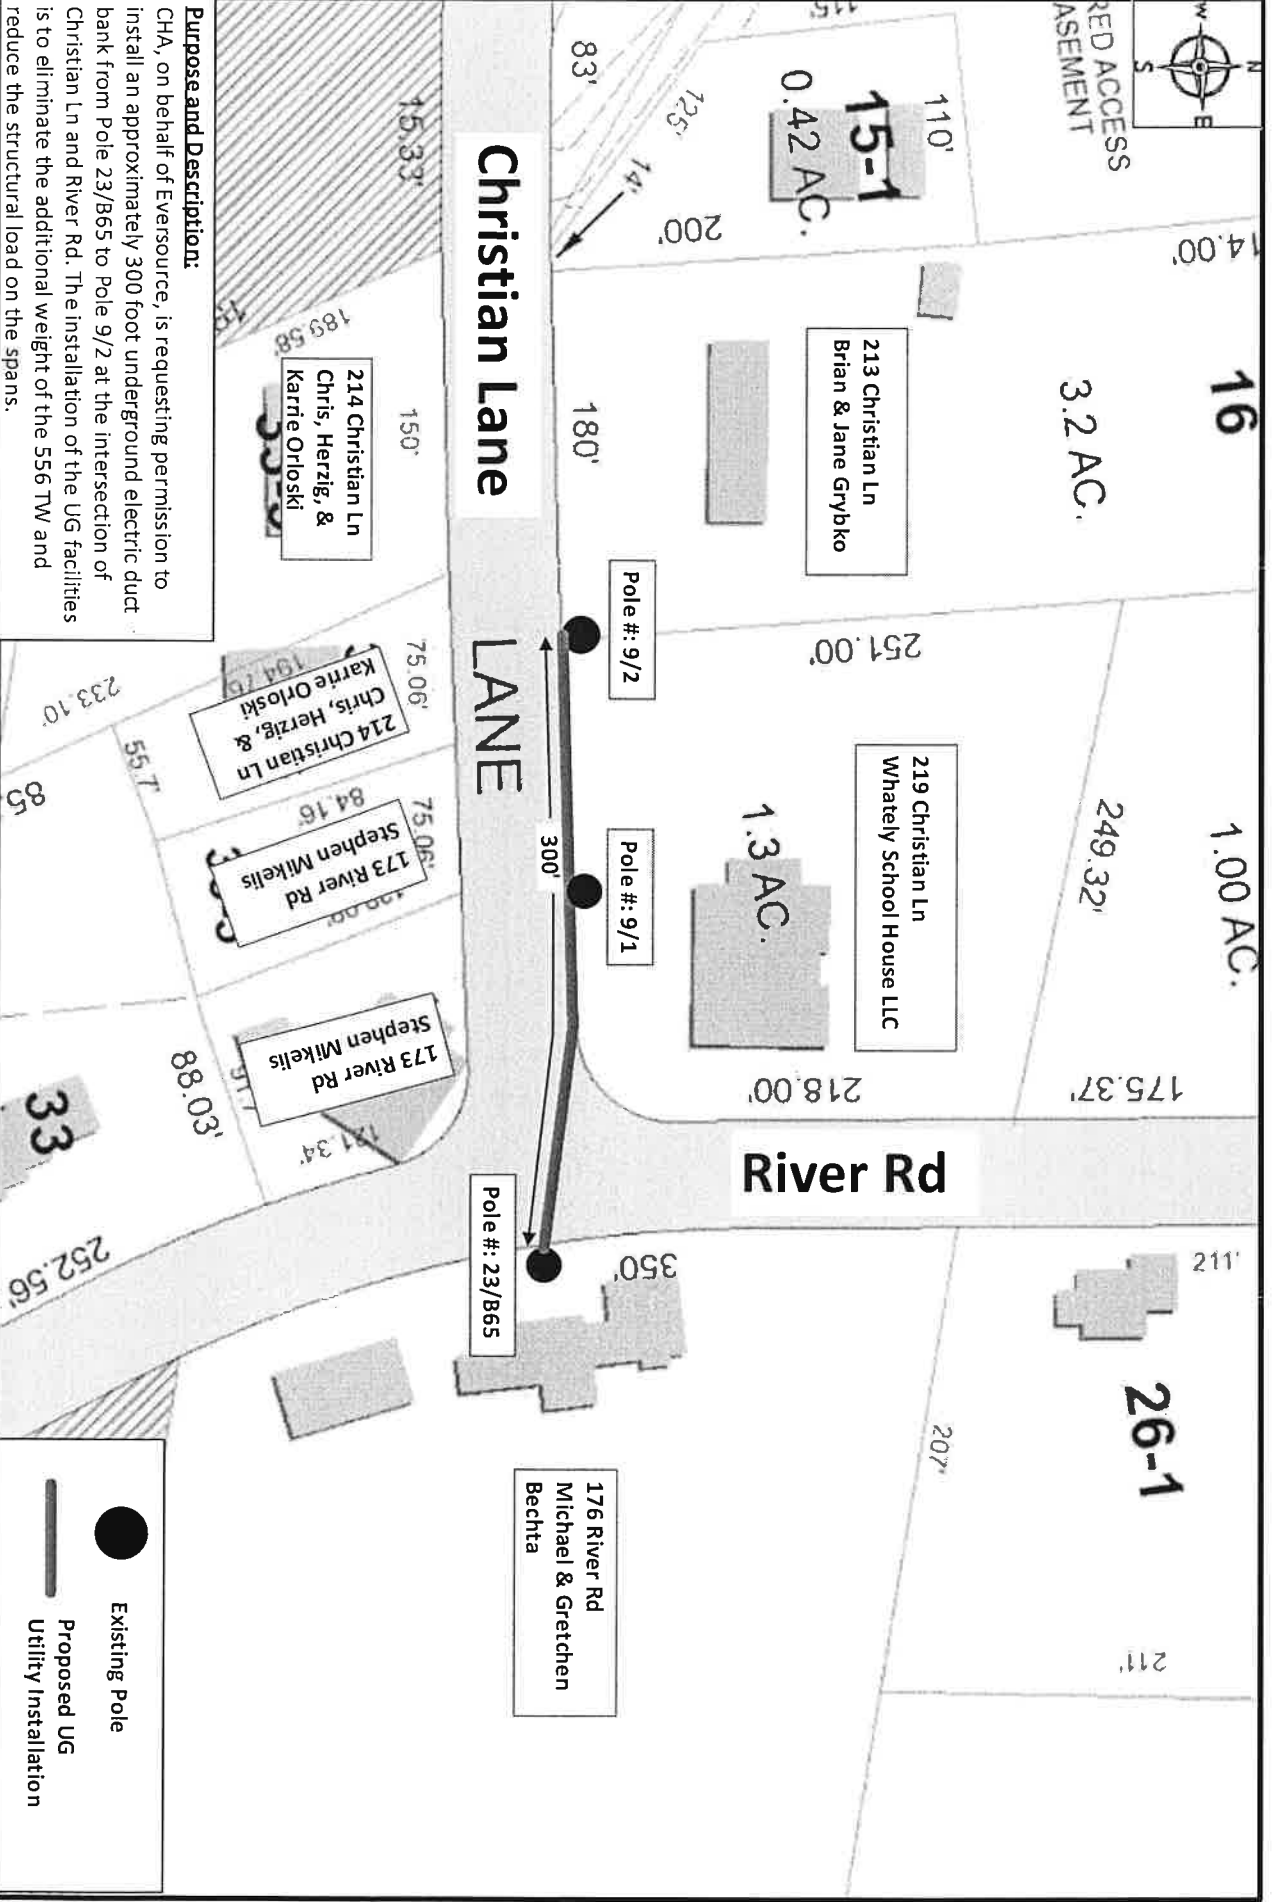 N
W
E
S
RED ACCESS
ASEMENT
115'
110'
15-1
0.42 AC.
125'
14'
83'
200'
14.00'
16
3.2 AC.
213 Christian Ln
Brian & Jane Grybko
180'
Christian Lane
LANE
15.33'
189.58'
150'
214 Christian Ln
Chris, Herzig, &
Karrie Orloski
Pole #: 9/2
251.00'
219 Christian Ln
Whately School House LLC
1.3 AC.
249.32'
1.00 AC.
Pole #: 9/1
300'
218.00'
175.37'
River Rd
75.06'
194.76
214 Christian Ln
Chris, Herzig, &
Karrie Orloski
233.10'
55.7'
84.16'
75.06'
173 River Rd
Stephen Mikelis
85
173 River Rd
Stephen Mikelis
91.7
121.34'
88.03'
33
252.56'
Pole #: 23/B65
350'
211'
26-1
207'
211'
176 River Rd
Michael & Gretchen
Bechta
Purpose and Description:
CHA, on behalf of Eversource, is requesting permission to
install an approximately 300 foot underground electric duct
bank from Pole 23/B65 to Pole 9/2 at the intersection of
Christian Ln and River Rd. The installation of the UG facilities
is to eliminate the additional weight of the 556 TW and
reduce the structural load on the spans.
Existing Pole
Proposed UG
Utility Installation